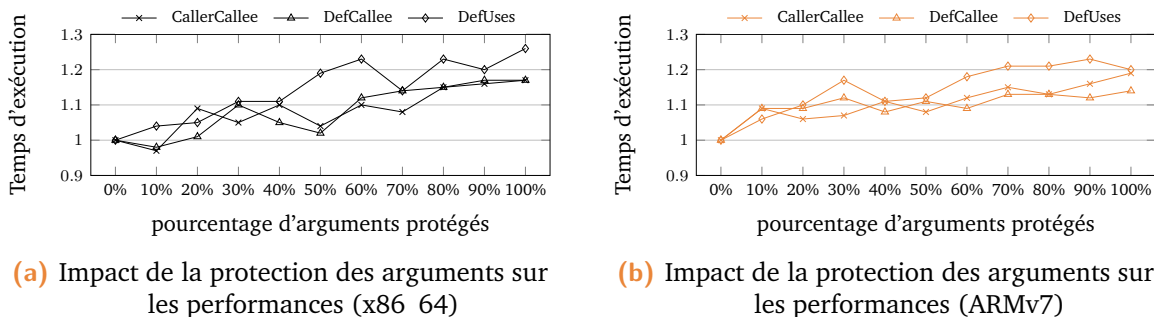 CallerCallee DefCallee DefUses
1.3
1.2
1.1
1
0.9
Temps d'exécution
0% 10% 20% 30% 40% 50% 60% 70% 80% 90% 100%
pourcentage d'arguments protégés
(a) Impact de la protection des arguments sur
les performances (x86_64)
CallerCallee DefCallee DefUses
1.3
1.2
1.1
1
0.9
Temps d'exécution
0% 10% 20% 30% 40% 50% 60% 70% 80% 90% 100%
pourcentage d'arguments protégés
(b) Impact de la protection des arguments sur
les performances (ARMv7)